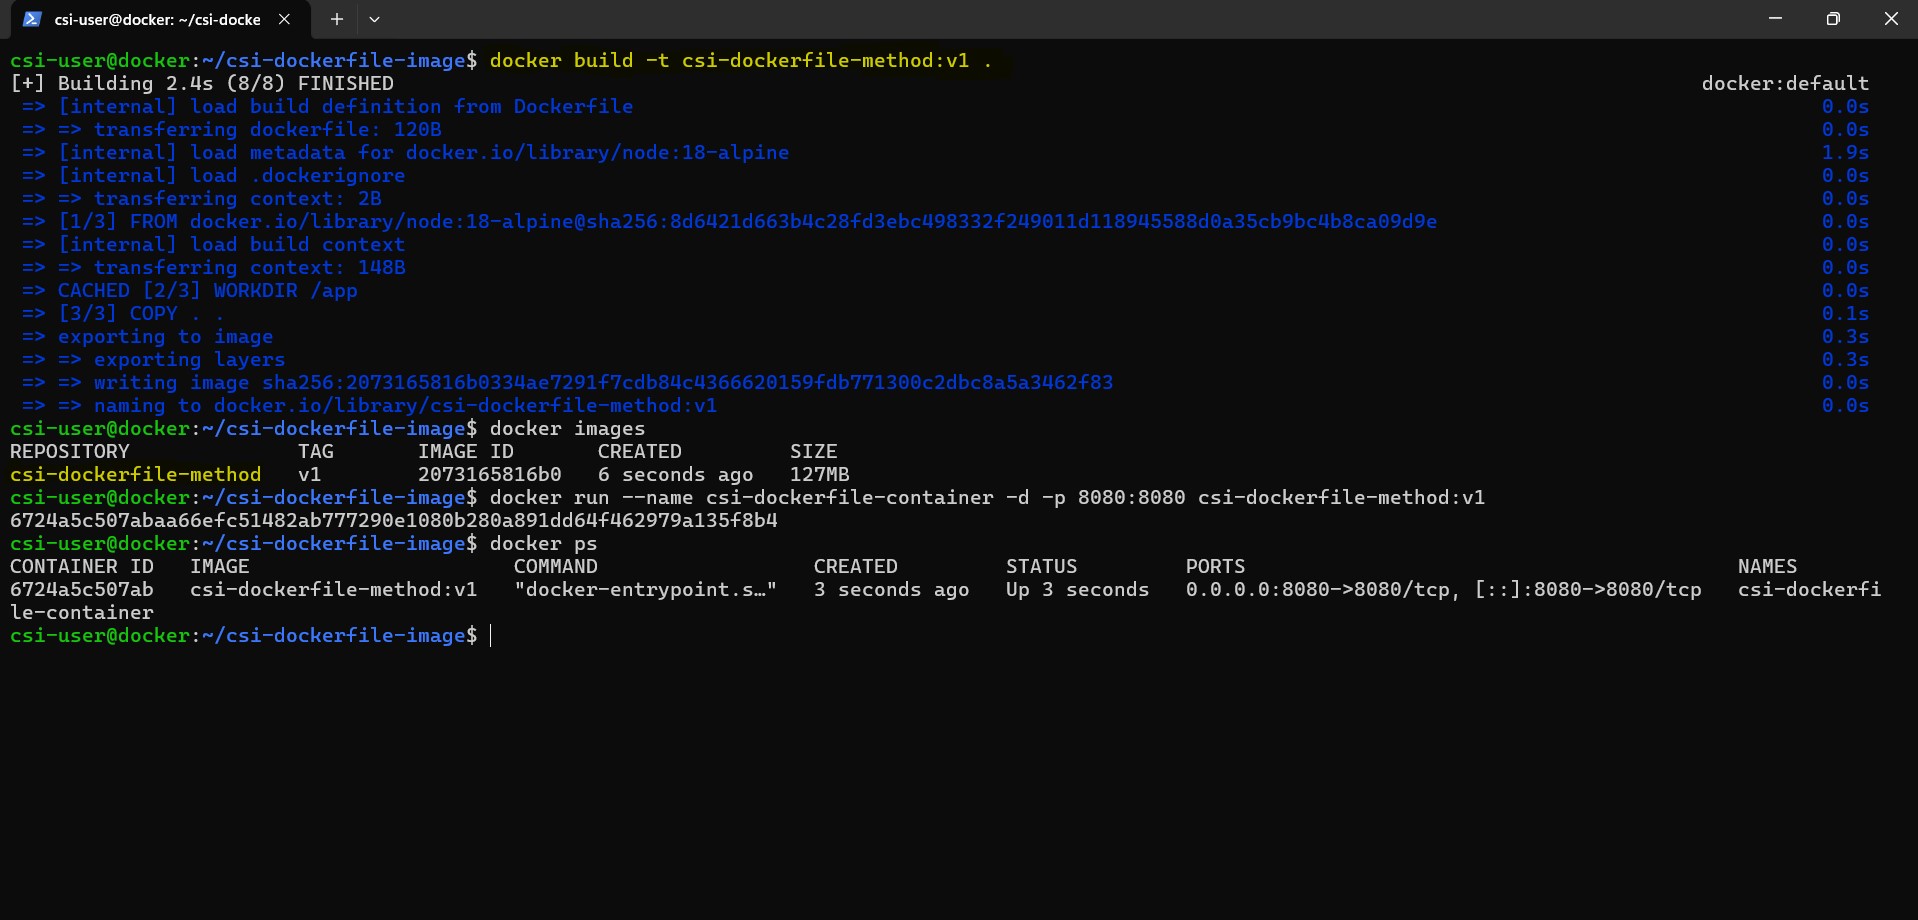 csi-user@docker: ~/csi-docke
csi-user@docker:~/csi-dockerfile-image$ docker build -t csi-dockerfile-method:v1 .
[+] Building 2.4s (8/8) FINISHED docker:default
=> [internal] load build definition from Dockerfile 0.0s
=> => transferring dockerfile: 120B 0.0s
=> [internal] load metadata for docker.io/library/node:18-alpine 1.9s
=> [internal] load .dockerignore 0.0s
=> => transferring context: 2B 0.0s
=> [1/3] FROM docker.io/library/node:18-alpine@sha256:8d6421d663b4c28fd3ebc498332f249011d118945588d0a35cb9bc4b8ca09d9e 0.0s
=> [internal] load build context 0.0s
=> => transferring context: 148B 0.0s
=> CACHED [2/3] WORKDIR /app 0.0s
=> [3/3] COPY . . 0.1s
=> exporting to image 0.3s
=> => exporting layers 0.3s
=> => writing image sha256:2073165816b0334ae7291f7cdb84c4366620159fdb771300c2dbc8a5a3462f83 0.0s
=> => naming to docker.io/library/csi-dockerfile-method:v1 0.0s
csi-user@docker:~/csi-dockerfile-image$ docker images
REPOSITORY TAG IMAGE ID CREATED SIZE
csi-dockerfile-method v1 2073165816b0 6 seconds ago 127MB
csi-user@docker:~/csi-dockerfile-image$ docker run --name csi-dockerfile-container -d -p 8080:8080 csi-dockerfile-method:v1
6724a5c507abaa66efc51482ab777290e1080b280a891dd64f462979a135f8b4
csi-user@docker:~/csi-dockerfile-image$ docker ps
CONTAINER ID IMAGE COMMAND CREATED STATUS PORTS NAMES
6724a5c507ab csi-dockerfile-method:v1 "docker-entrypoint.s…" 3 seconds ago Up 3 seconds 0.0.0.0:8080->8080/tcp, [::]:8080->8080/tcp csi-dockerfi
le-container
csi-user@docker:~/csi-dockerfile-image$